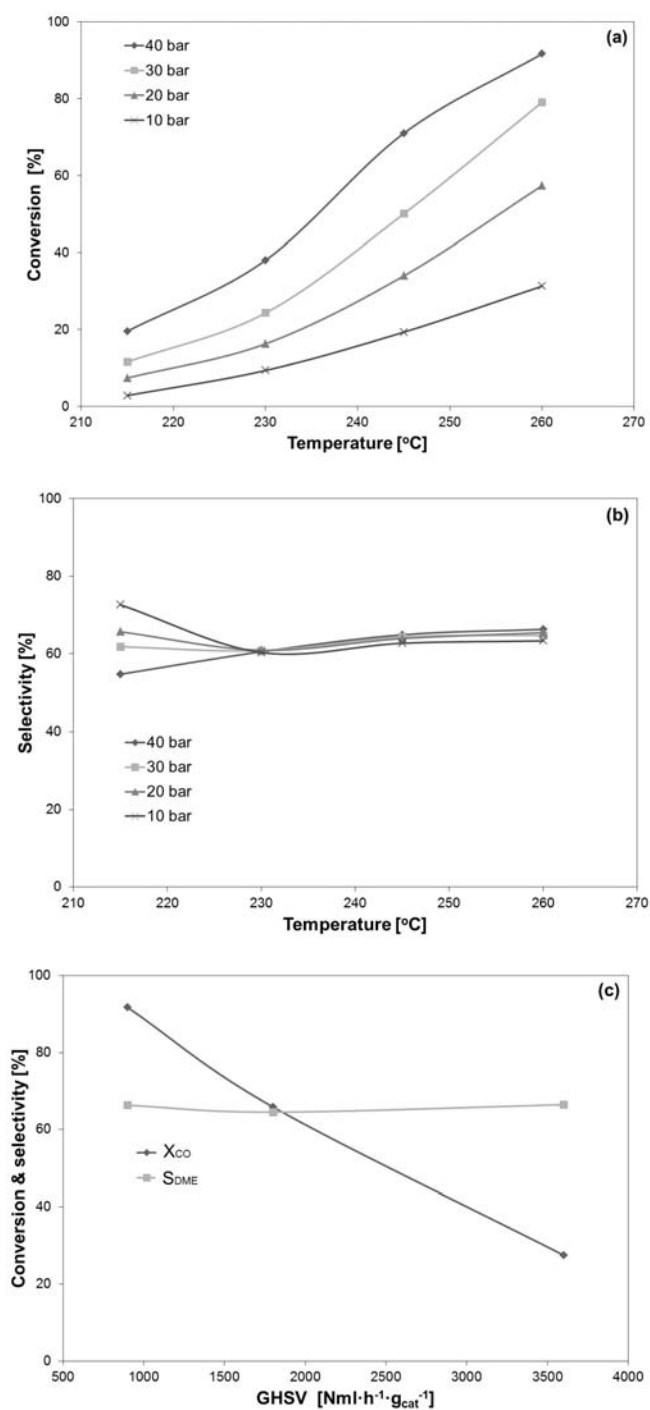 (a)
40 bar
30 bar
20 bar
10 bar
Conversion [%]
100
80
60
40
20
0
210 220 230 240 250 260 270
Temperature [ºC]
(b)
Selectivity [%]
100
80
60
40
20
0
40 bar
30 bar
20 bar
10 bar
210 220 230 240 250 260 270
Temperature [ºC]
(c)
Conversion & selectivity [%]
100
80
60
40
20
0
XCO
SDME
500 1000 1500 2000 2500 3000 3500 4000
GHSV [Nml·h⁻¹·gcat⁻¹]